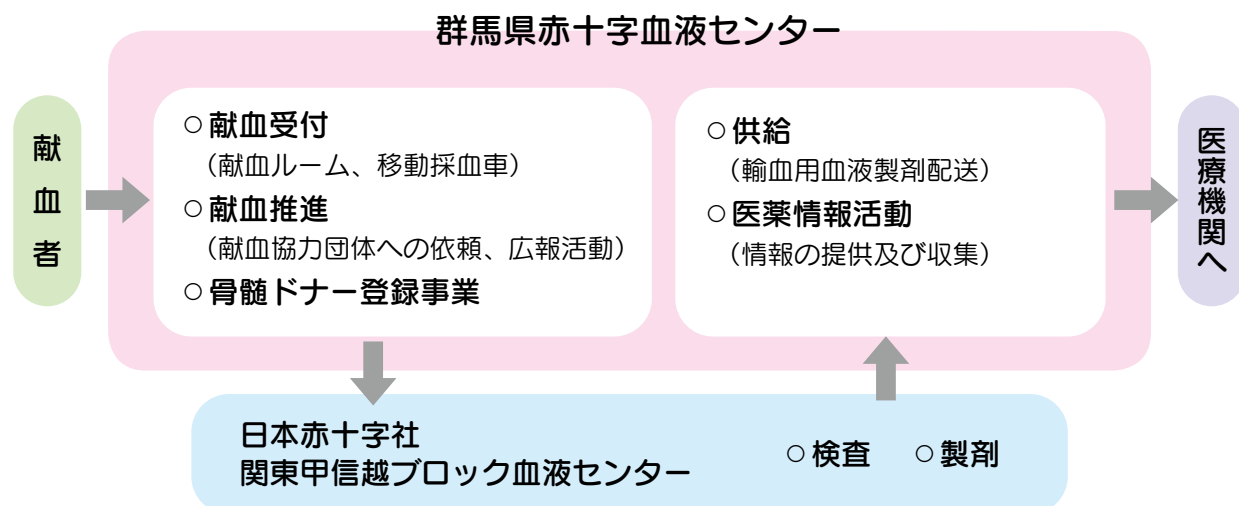 群馬県赤十字血液センター
献血者
○献血受付
（献血ルーム、移動採血車）
○献血推進
（献血協力団体への依頼、広報活動）
○骨髄ドナー登録事業
○供給
（輸血用血液製剤配送）
○医薬情報活動
（情報の提供及び収集）
医療機関へ
日本赤十字社
関東甲信越ブロック血液センター
○検査 ○製剤